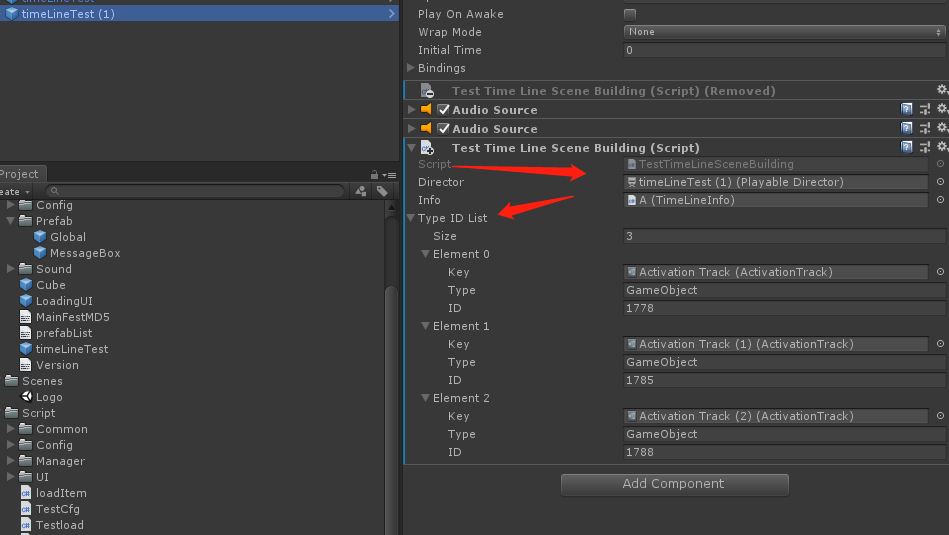 timeLineTest (1)
Project
Config
Prefab
Global
MessageBox
Sound
Cube
LoadingUI
MainFestMD5
prefabList
timeLineTest
Version
Scenes
Logo
Script
Common
Config
Manager
UI
loadItem
TestCfg
Testload
Play On Awake
Wrap Mode None
Initial Time 0
Bindings
Test Time Line Scene Building (Script) (Removed)
Audio Source
Audio Source
Test Time Line Scene Building (Script)
Script TestTimeLineSceneBuilding
Director timeLineTest (1) (Playable Director)
Info A (TimeLineInfo)
Type ID List
Size 3
Element 0
Key Activation Track (ActivationTrack)
Type GameObject
ID 1778
Element 1
Key Activation Track (1) (ActivationTrack)
Type GameObject
ID 1785
Element 2
Key Activation Track (2) (ActivationTrack)
Type GameObject
ID 1788
Add Component